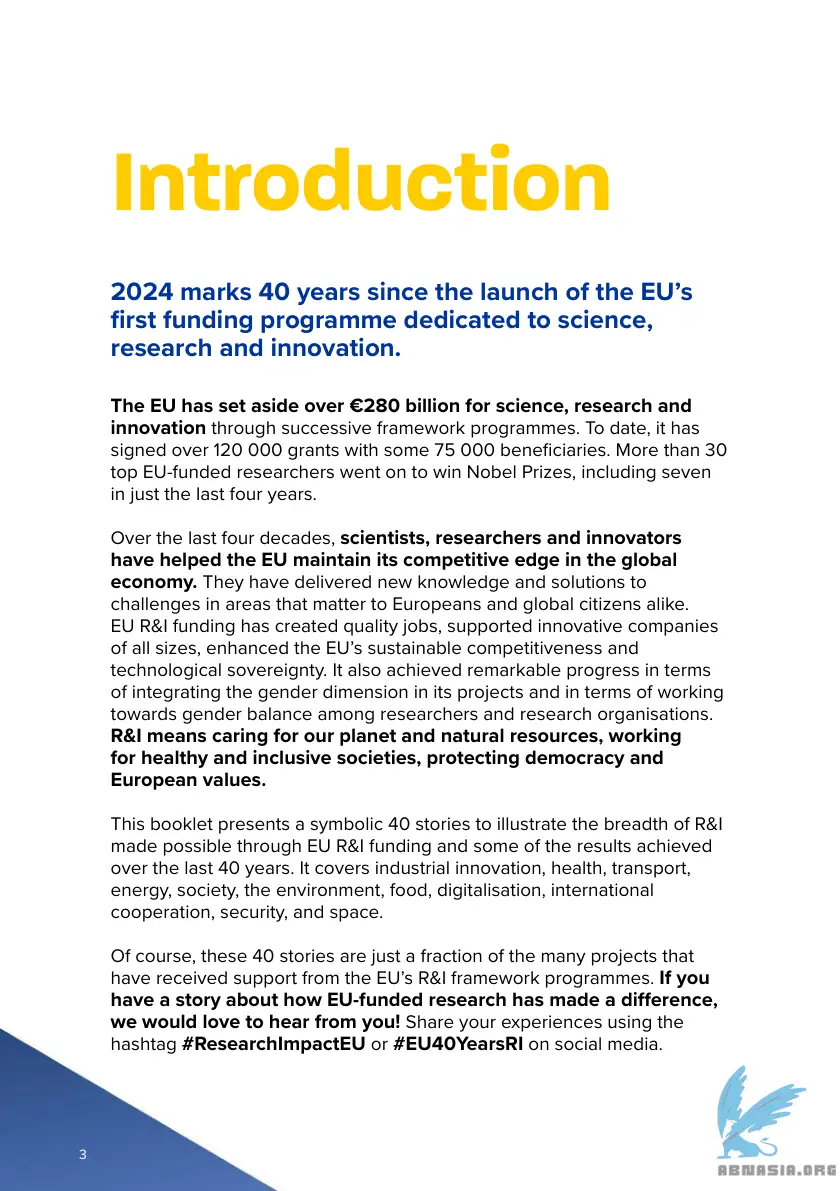 Introduction
2024 marks 40 years since the launch of the EU’s
first funding programme dedicated to science,
research and innovation.
The EU has set aside over €280 billion for science, research and
innovation through successive framework programmes. To date, it has
signed over 120 000 grants with some 75 000 beneficiaries. More than 30
top EU-funded researchers went on to win Nobel Prizes, including seven
in just the last four years.
Over the last four decades, scientists, researchers and innovators
have helped the EU maintain its competitive edge in the global
economy. They have delivered new knowledge and solutions to
challenges in areas that matter to Europeans and global citizens alike.
EU R&I funding has created quality jobs, supported innovative companies
of all sizes, enhanced the EU’s sustainable competitiveness and
technological sovereignty. It also achieved remarkable progress in terms
of integrating the gender dimension in its projects and in terms of working
towards gender balance among researchers and research organisations.
R&I means caring for our planet and natural resources, working
for healthy and inclusive societies, protecting democracy and
European values.
This booklet presents a symbolic 40 stories to illustrate the breadth of R&I
made possible through EU R&I funding and some of the results achieved
over the last 40 years. It covers industrial innovation, health, transport,
energy, society, the environment, food, digitalisation, international
cooperation, security, and space.
Of course, these 40 stories are just a fraction of the many projects that
have received support from the EU’s R&I framework programmes. If you
have a story about how EU-funded research has made a difference,
we would love to hear from you! Share your experiences using the
hashtag #ResearchImpactEU or #EU40YearsRI on social media.
3
ABNASIA.ORG